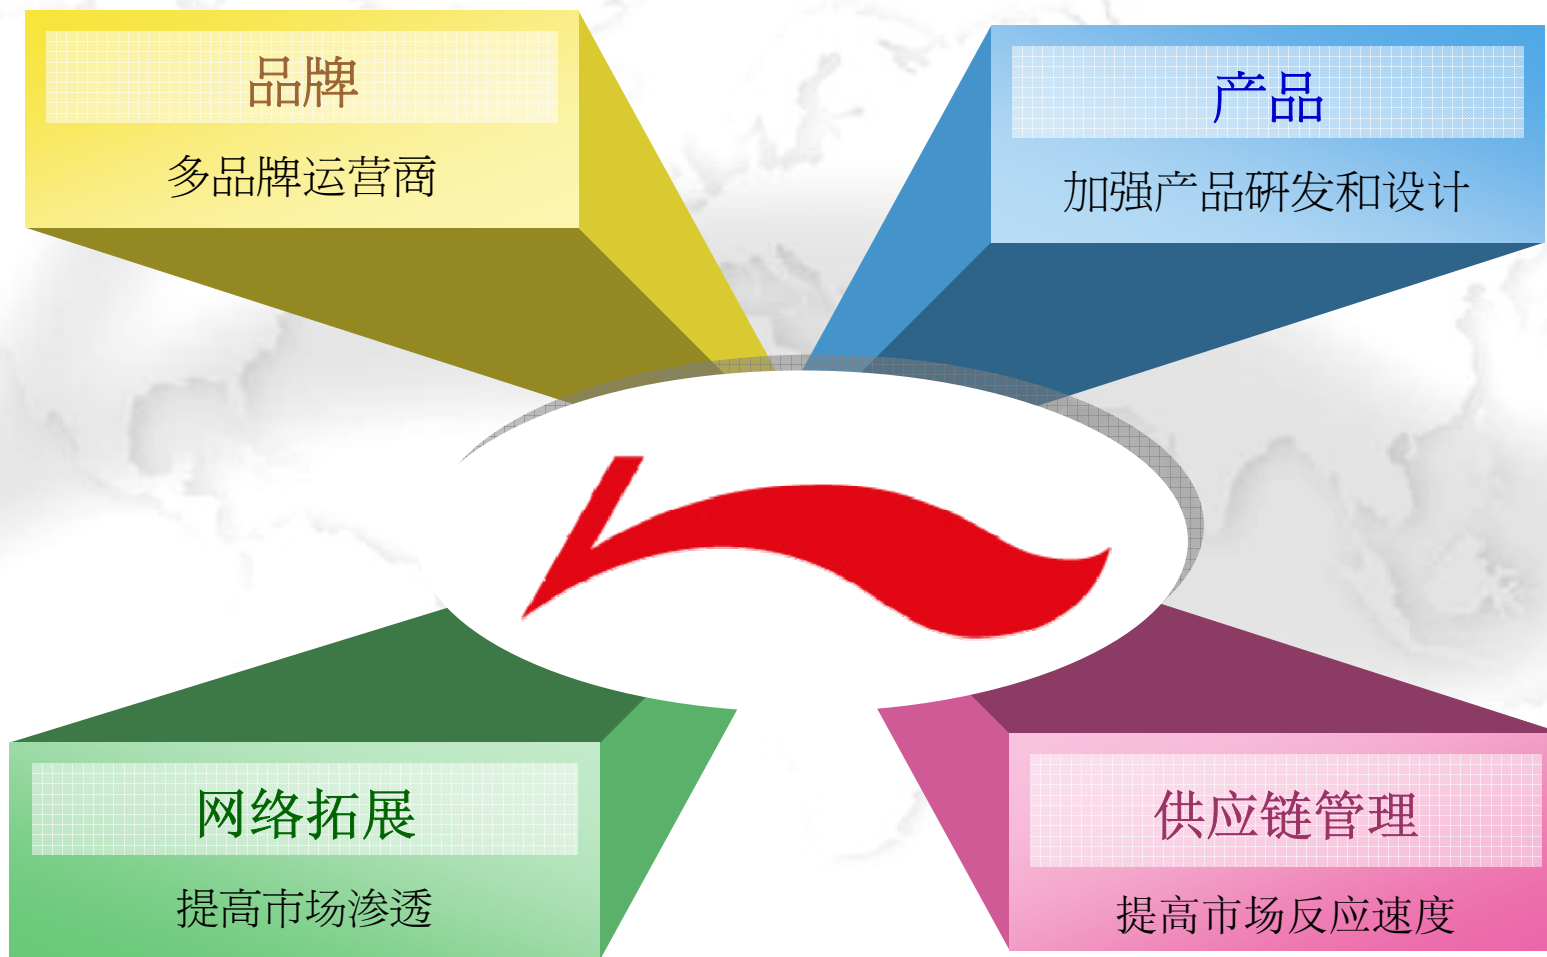 品牌
多品牌运营商
产品
加强产品研发和设计
网络拓展
提高市场渗透
供应链管理
提高市场反应速度